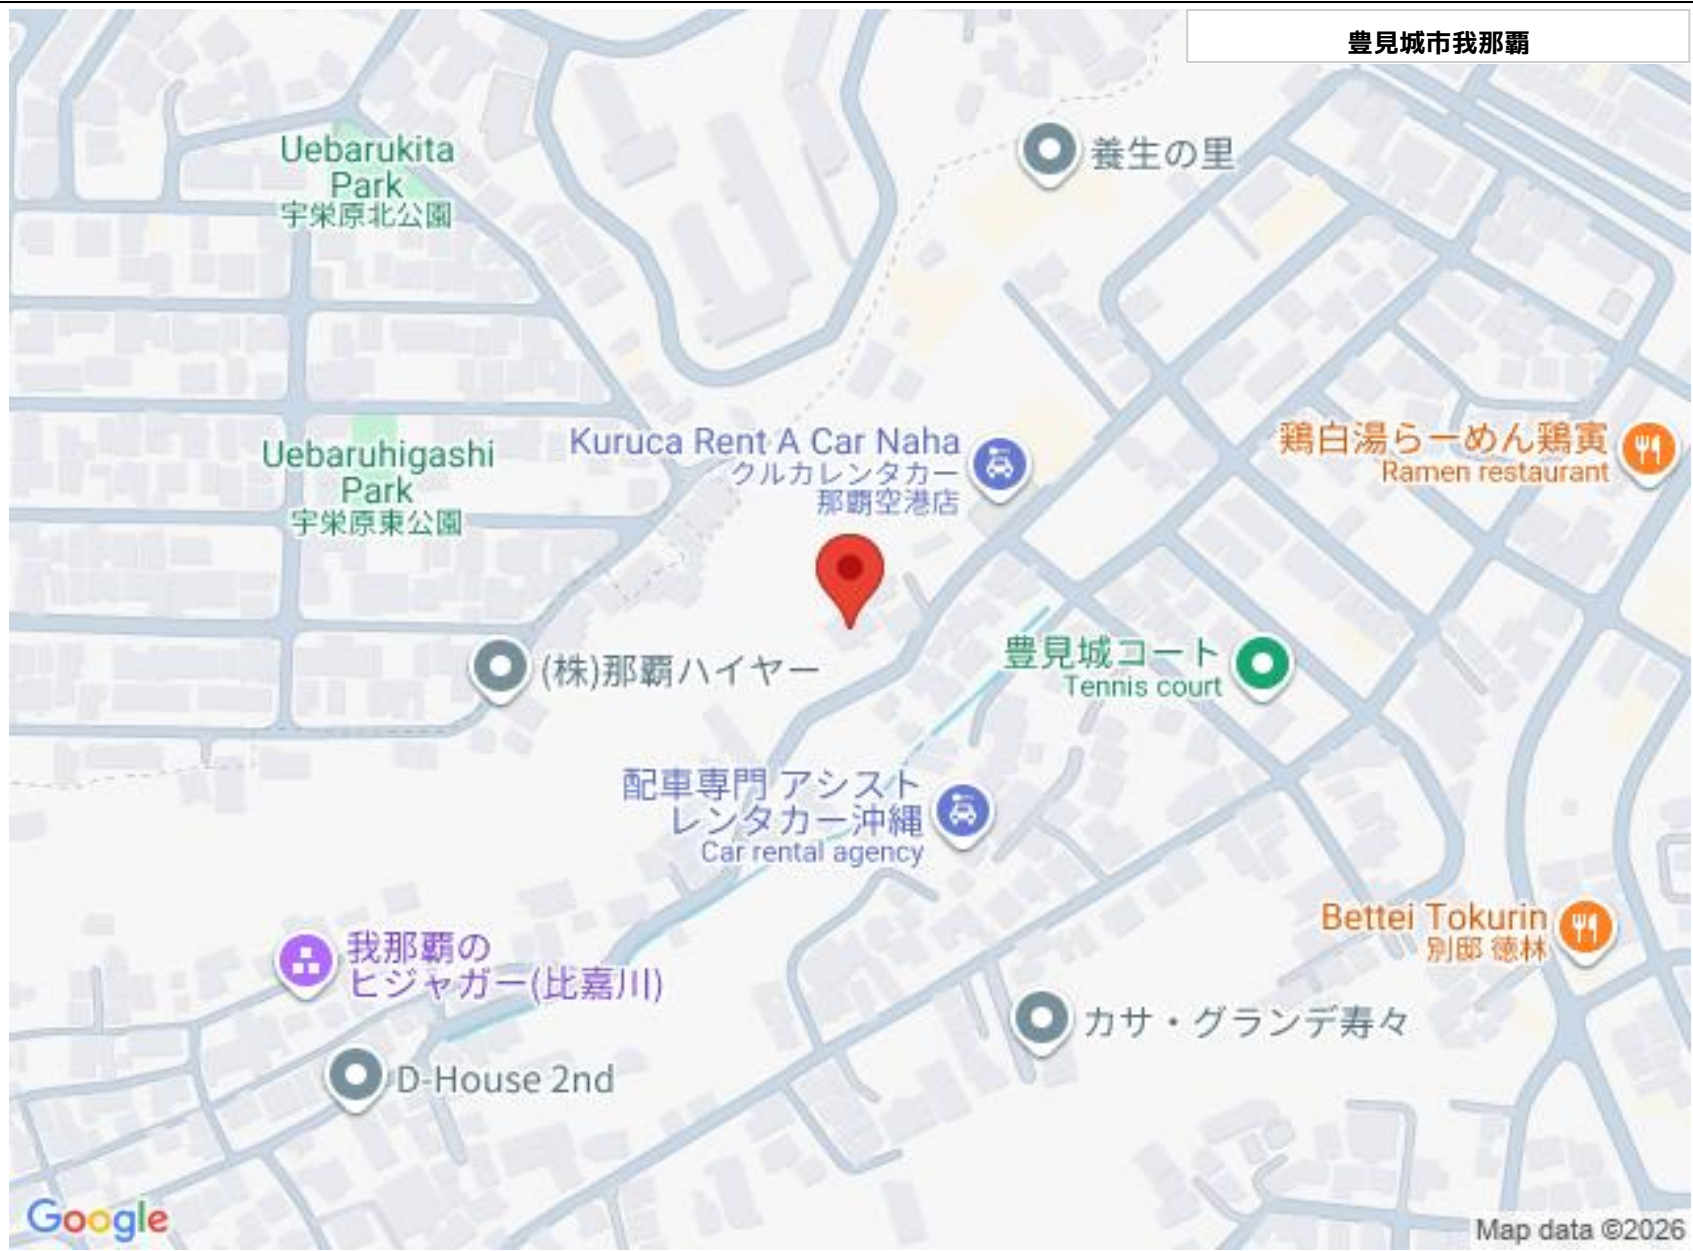 豊見城市我那覇
Uebarukita
Park
宇栄原北公園
養生の里
Uebaruhigashi
Park
宇栄原東公園
Kuruca Rent A Car Naha
クルカレンタカー
那覇空港店
鶏白湯らーめん鶏寅
Ramen restaurant
(株)那覇ハイヤー
豊見城コート
Tennis court
配車専門 アシスト
レンタカー沖縄
Car rental agency
Bettei Tokurin
別邸 徳林
我那覇の
ヒジャガー(比嘉川)
カサ・グランデ寿々
D-House 2nd
Google
Map data ©2026